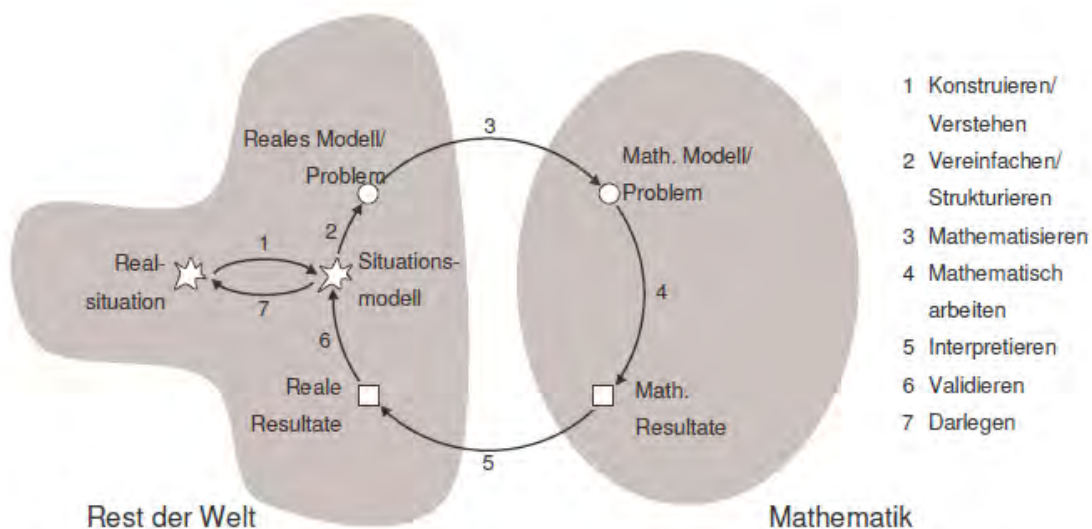 3
Reales Modell/
Problem
Math. Modell/
Problem
1
2
Real-
situation
Situations-
modell
7
4
6
Reale
Resultate
Math.
Resultate
5
Rest der Welt
Mathematik
1 Konstruieren/
Verstehen
2 Vereinfachen/
Strukturieren
3 Mathematisieren
4 Mathematisch
arbeiten
5 Interpretieren
6 Validieren
7 Darlegen